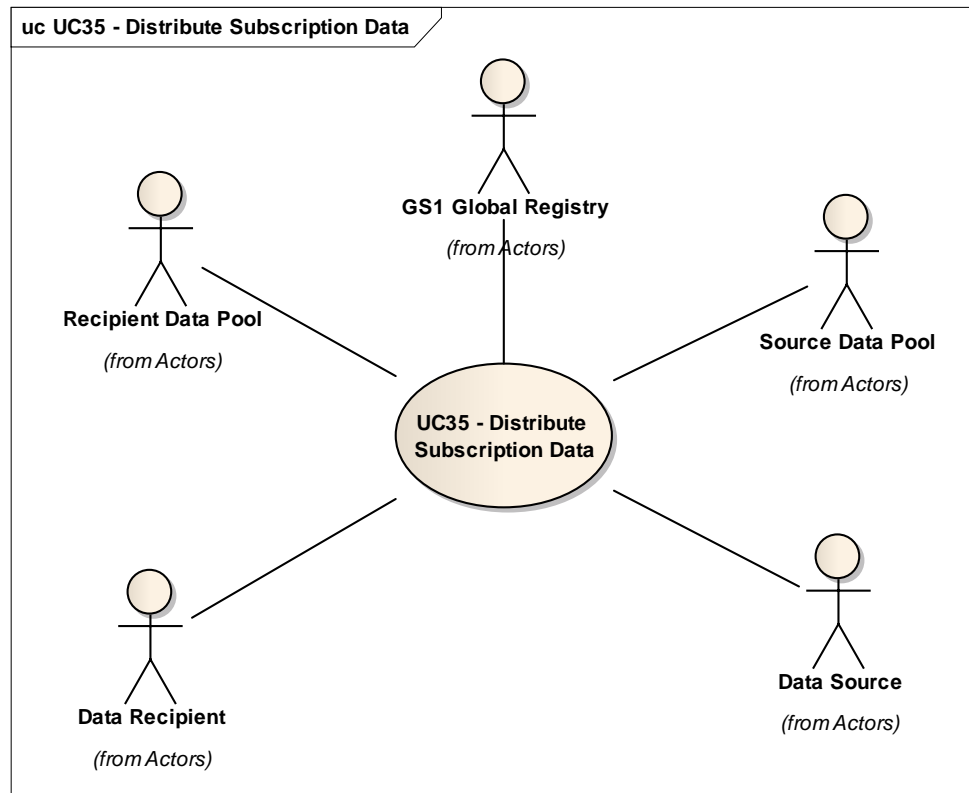 uc UC35 - Distribute Subscription Data
GS1 Global Registry
(from Actors)
Recipient Data Pool
(from Actors)
Source Data Pool
(from Actors)
UC35 - Distribute
Subscription Data
Data Recipient
(from Actors)
Data Source
(from Actors)